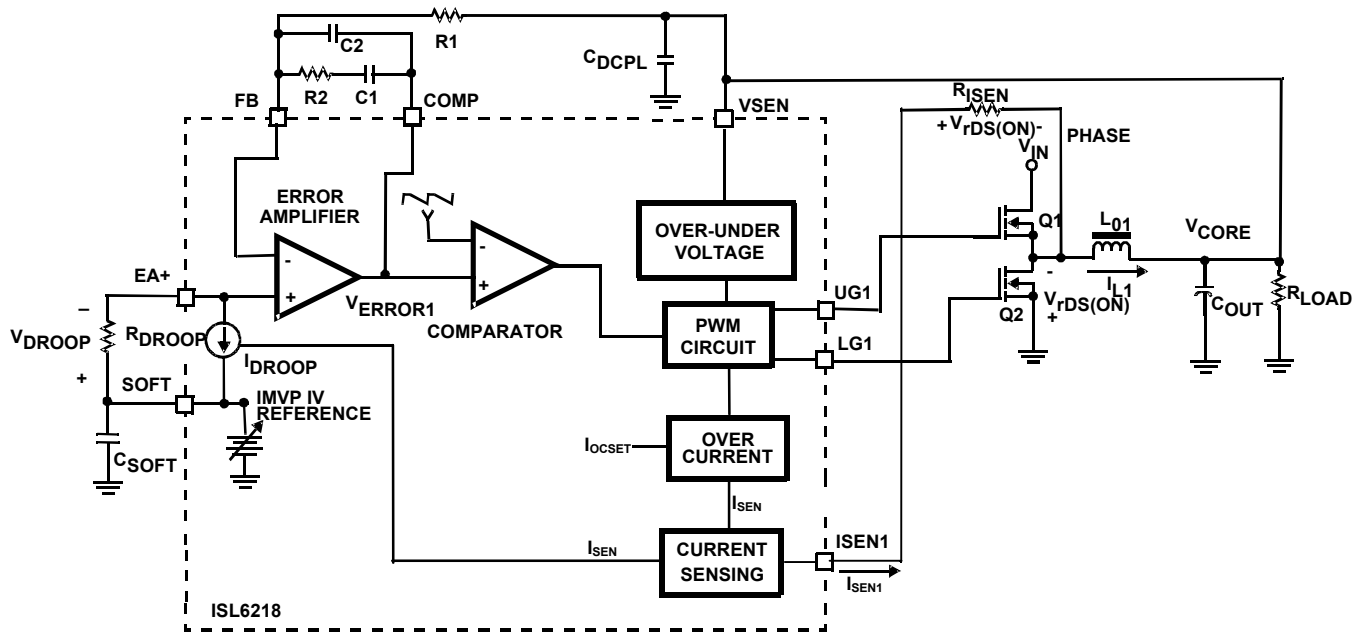 R1
C2
CDCPL
R2
C1
FB
COMP
VSEN
RISEN
+ VrDS(ON) -
PHASE
VIN
ERROR
AMPLIFIER
-
+
-
+
OVER-UNDER
VOLTAGE
Q1
L01
VCORE
EA+
VERROR1
COMPARATOR
UG1
IL1
-
VrDS(ON)
+
Q2
COUT
RLOAD
–
VDROOP
+
RDROOP
IDROOP
PWM
CIRCUIT
LG1
SOFT
IMVP IV
REFERENCE
CSOFT
IOCSET
OVER
CURRENT
ISEN
ISEN
CURRENT
SENSING
ISEN1
ISEN1
ISL6218